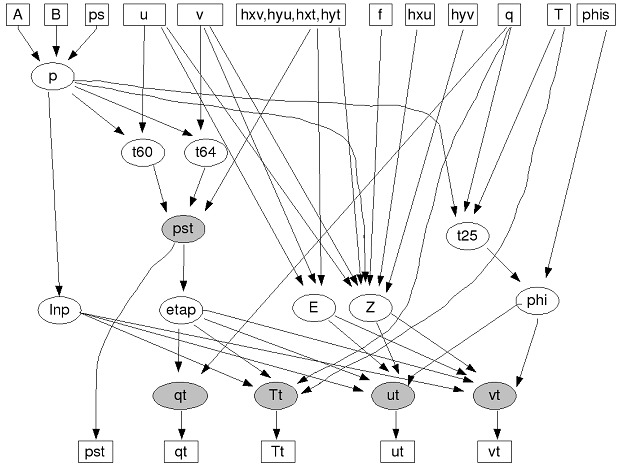 A B ps u v hxv,hyu,hxt,hyt f hxu hyv q T phis
p
t60 t64
pst t25
lnp etap E Z phi
qt Tt ut vt
pst qt Tt ut vt